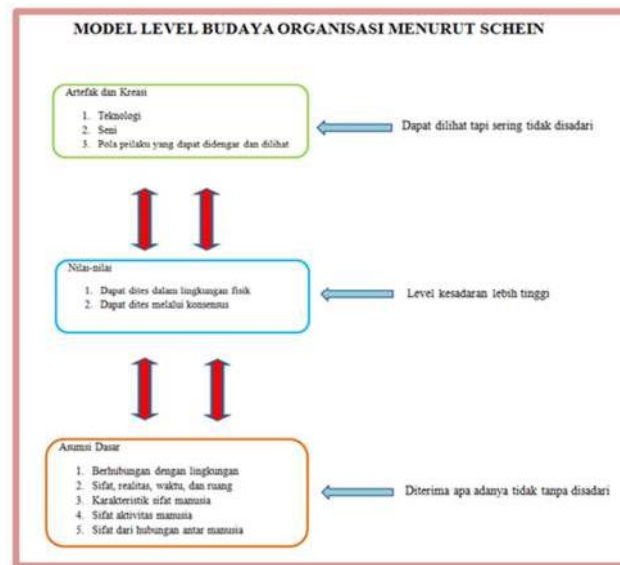 MODEL LEVEL BUDAYA ORGANISASI MENURUT SCHEIN
Artefak dan Kreasi
1. Teknologi
2. Seni
3. Pola prilaku yang dapat didengar dan dilihat
Dapat dilihat tapi sering tidak disadari
Nilai-nilai
1. Dapat dites dalam lingkungan fisik
2. Dapat dites melalui konsensus
Level kesadaran lebih tinggi
Asumsi Dasar
1. Berhubungan dengan lingkungan
2. Sifat, realitas, waktu, dan ruang
3. Karakteristik sifat manusia
4. Sifat aktivitas manusia
5. Sifat dari hubungan antar manusia
Diterima apa adanya tidak tanpa disadari